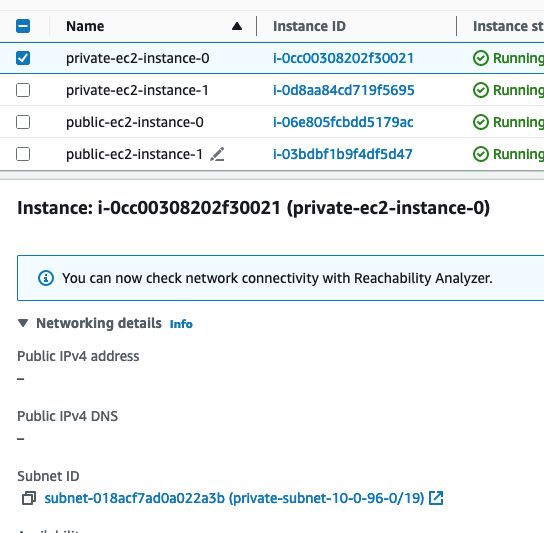 Name Instance ID Instance st
private-ec2-instance-0 i-0cc00308202f30021 Running
private-ec2-instance-1 i-0d8aa84cd719f5695 Running
public-ec2-instance-0 i-06e805fcbdd5179ac Running
public-ec2-instance-1 i-03bdbf1b9f4df5d47 Running
Instance: i-0cc00308202f30021 (private-ec2-instance-0)
You can now check network connectivity with Reachability Analyzer.
Networking details Info
Public IPv4 address
–
Public IPv4 DNS
–
Subnet ID
subnet-018acf7ad0a022a3b (private-subnet-10-0-96-0/19)